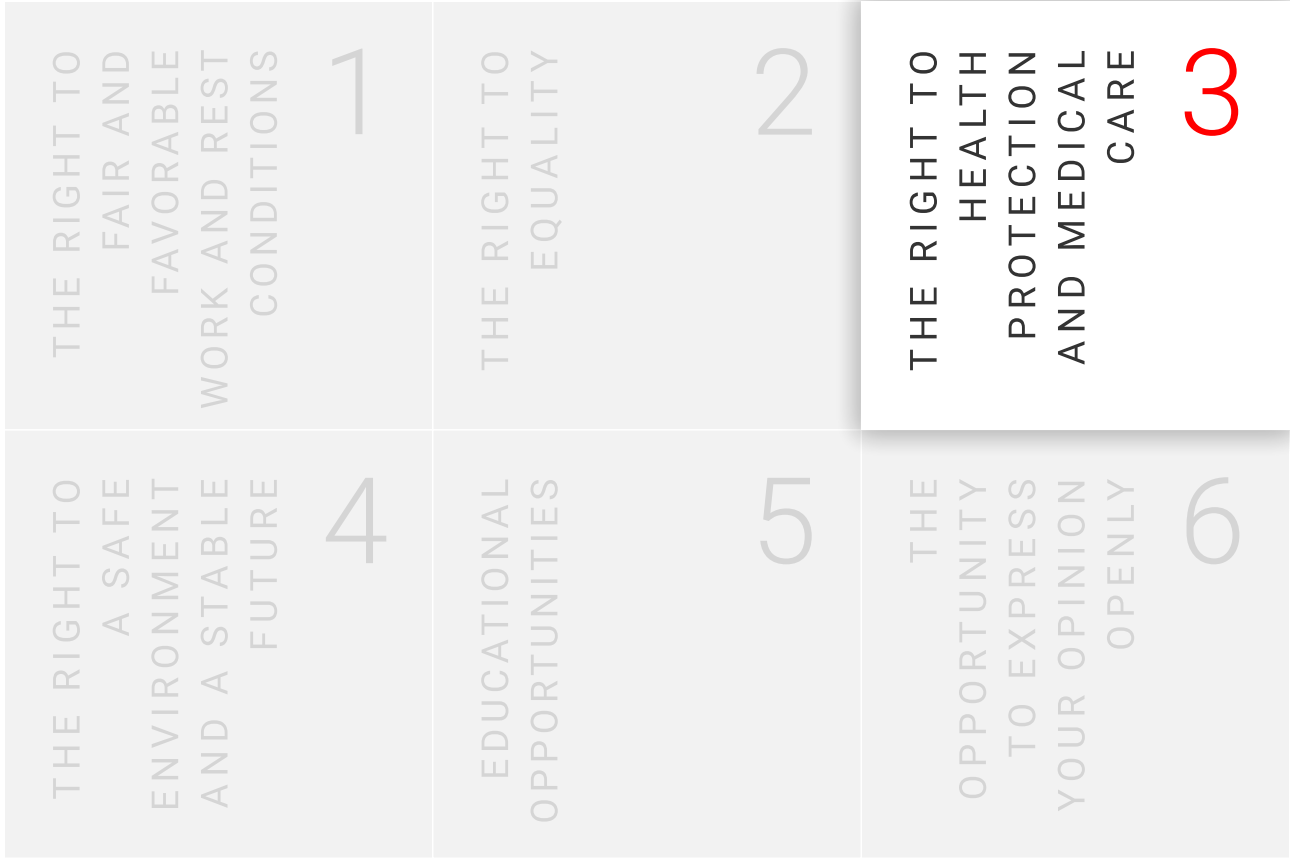 1
THE RIGHT TO
FAIR AND
FAVORABLE
WORK AND REST
CONDITIONS
2
THE RIGHT TO
EQUALITY
3
THE RIGHT TO
HEALTH
PROTECTION
AND MEDICAL
CARE
4
THE RIGHT TO
A SAFE
ENVIRONMENT
AND A STABLE
FUTURE
5
EDUCATIONAL
OPPORTUNITIES
6
THE
OPPORTUNITY
TO EXPRESS
YOUR OPINION
OPENLY